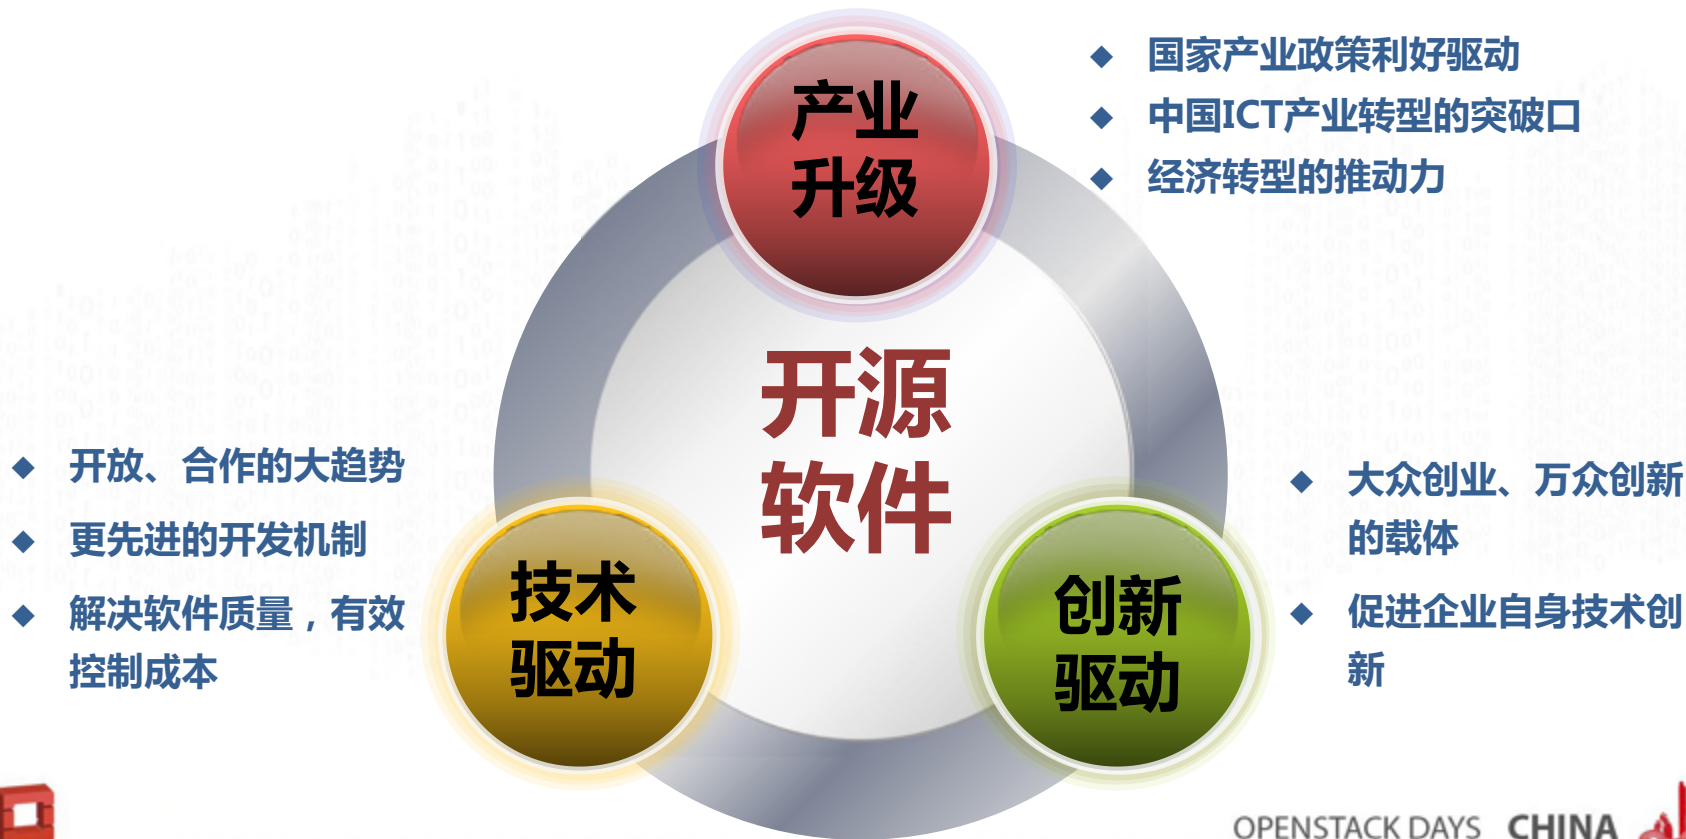 产业
升级
国家产业政策利好驱动
中国ICT产业转型的突破口
经济转型的推动力
开源
软件
开放、合作的大趋势
更先进的开发机制
解决软件质量，有效
控制成本
技术
驱动
创新
驱动
大众创业、万众创新
的载体
促进企业自身技术创
新
OPENSTACK DAYS CHINA